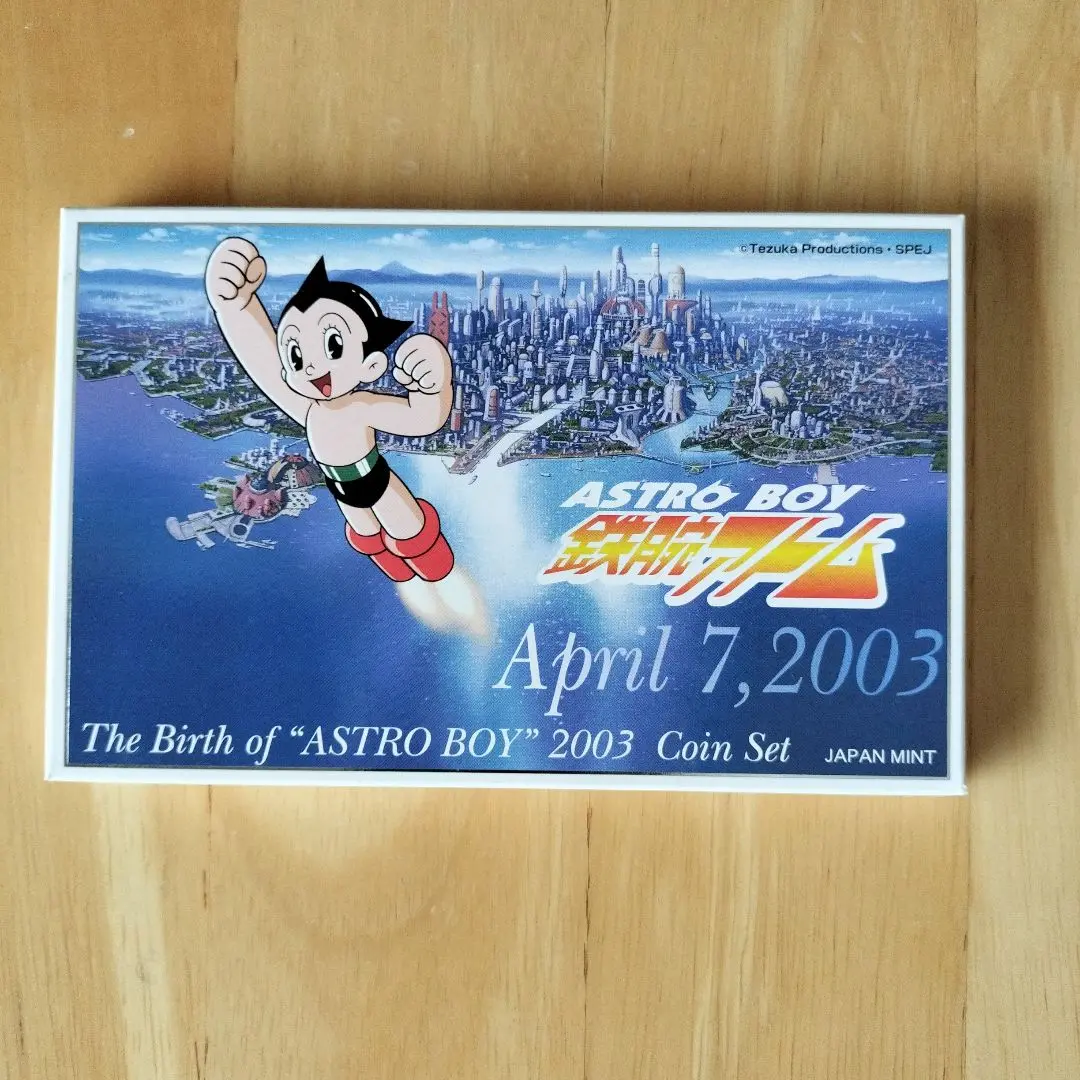 ©Tezuka Productions・SPEJ
ASTRO BOY
鉄腕アトム
April 7,2003
The Birth of “ASTRO BOY” 2003 Coin Set
JAPAN MINT